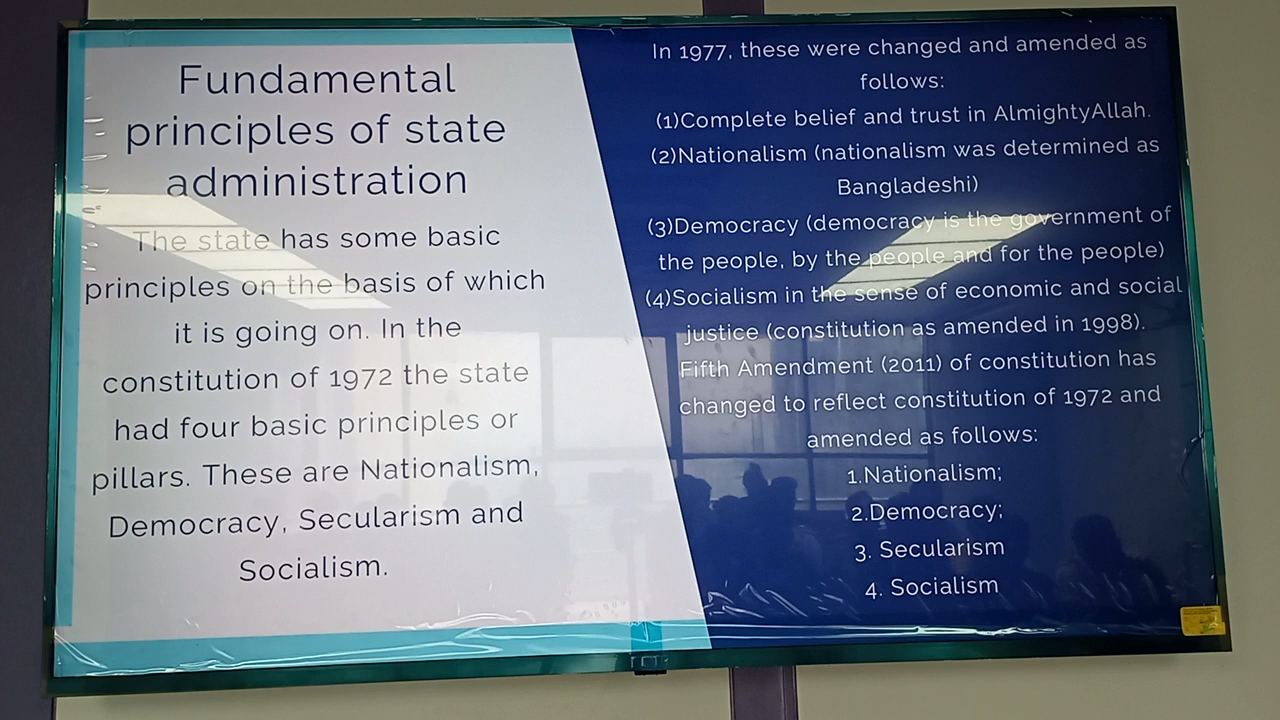 Fundamental
principles of state
administration
The state has some basic
principles on the basis of which
it is going on. In the
constitution of 1972 the state
had four basic principles or
pillars. These are Nationalism,
Democracy, Secularism and
Socialism.
In 1977, these were changed and amended as
follows:
(1)Complete belief and trust in AlmightyAllah.
(2)Nationalism (nationalism was determined as
Bangladeshi)
(3)Democracy (democracy is the government of
the people, by the people and for the people)
(4)Socialism in the sense of economic and social
justice (constitution as amended in 1998).
Fifth Amendment (2011) of constitution has
changed to reflect constitution of 1972 and
amended as follows:
1.Nationalism;
2.Democracy;
3. Secularism
4. Socialism